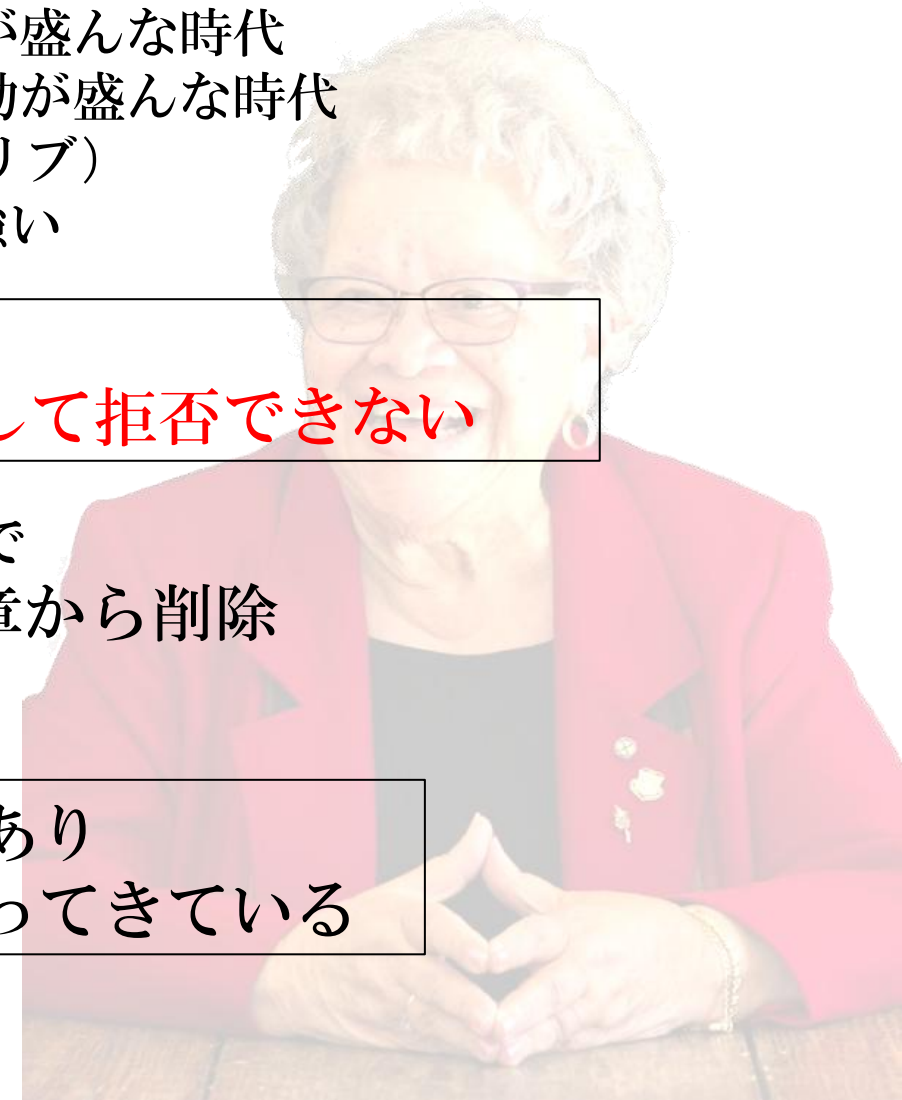 が盛んな時代
動が盛んな時代
リブ）
強い
して拒否できない
で
章から削除
あり
ってきている